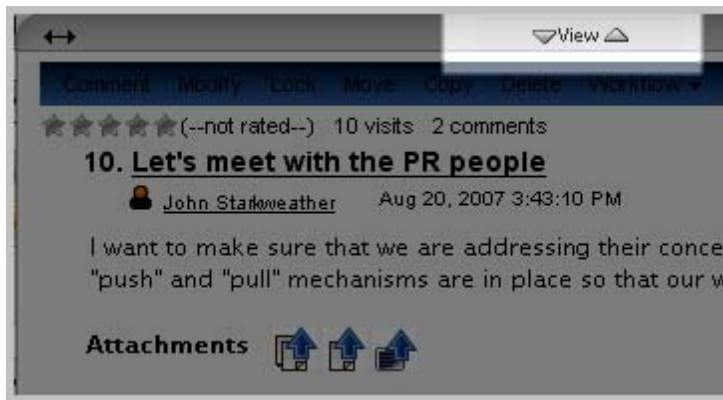 View
Comment Modify Lock Move Copy Delete Workflow
(--not rated--) 10 visits 2 comments
10. Let's meet with the PR people
John Starkweather Aug 20, 2007 3:43:10 PM
I want to make sure that we are addressing their conce
"push" and "pull" mechanisms are in place so that our w
Attachments